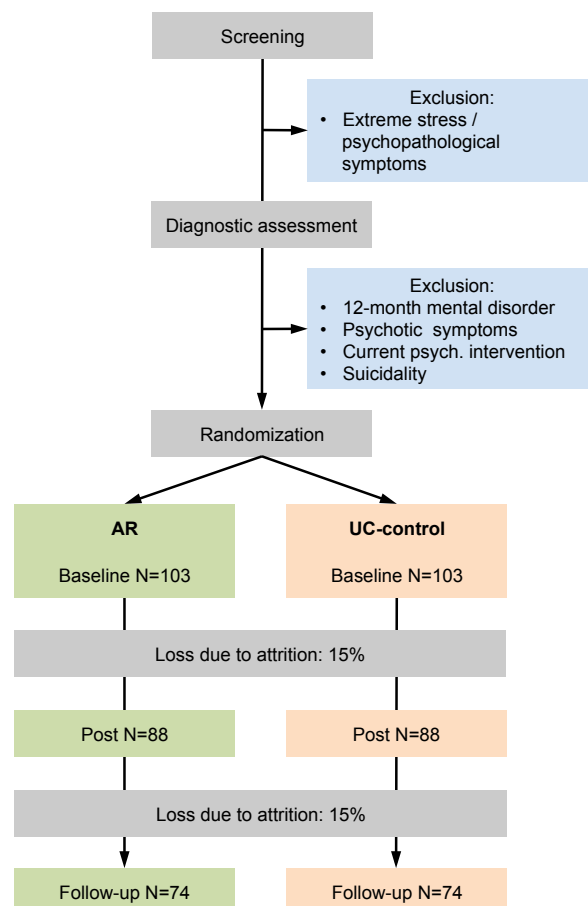 Screening
Exclusion:
• Extreme stress /
psychopathological
symptoms
Diagnostic assessment
Exclusion:
• 12-month mental disorder
• Psychotic symptoms
• Current psych. intervention
• Suicidality
Randomization
AR
Baseline N=103
UC-control
Baseline N=103
Loss due to attrition: 15%
Post N=88
Post N=88
Loss due to attrition: 15%
Follow-up N=74
Follow-up N=74